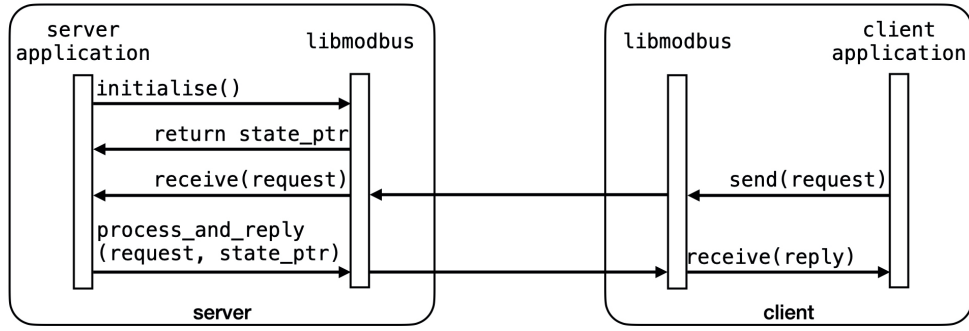 server
application
libmodbus
libmodbus
client
application
initialise()
return state_ptr
receive(request)
send(request)
process_and_reply
(request, state_ptr)
receive(reply)
server
client